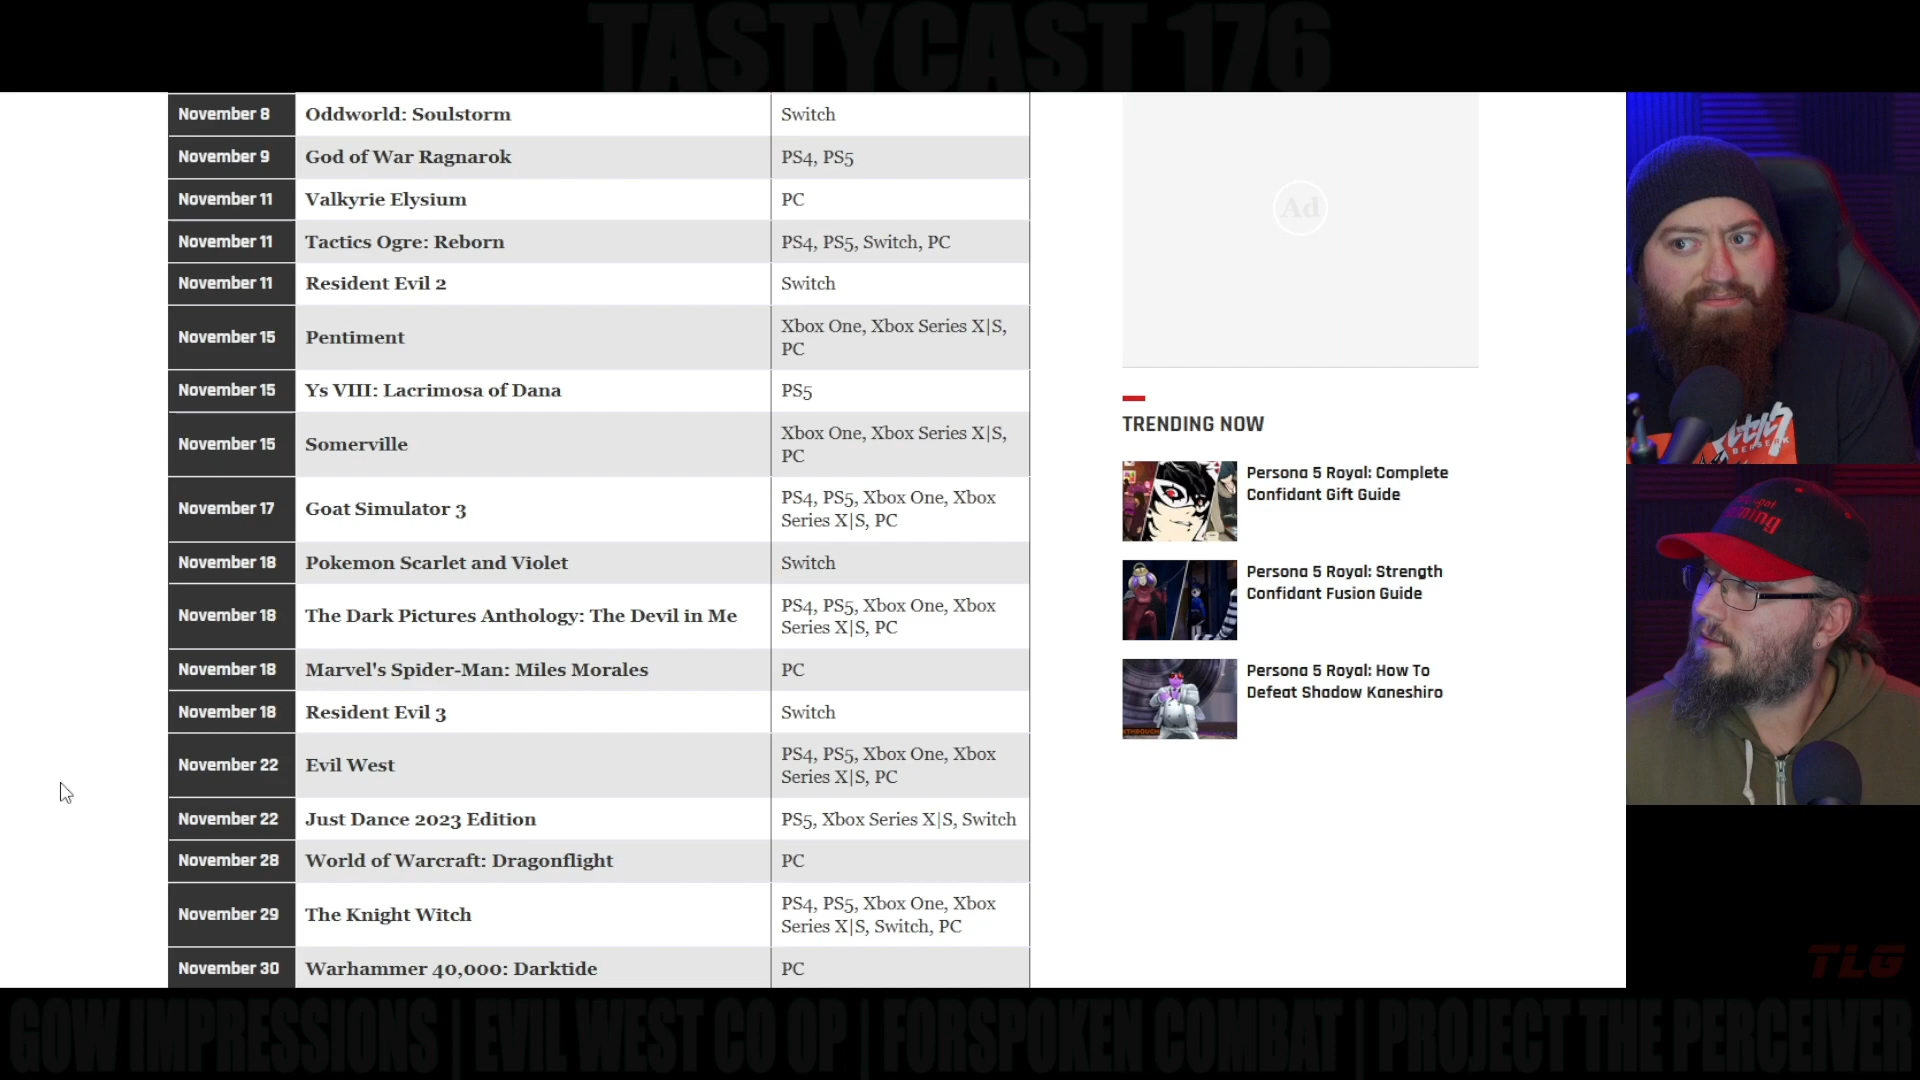 TASTYCAST 176
November 8 Oddworld: Soulstorm Switch
November 9 God of War Ragnarok PS4, PS5
November 11 Valkyrie Elysium PC
November 11 Tactics Ogre: Reborn PS4, PS5, Switch, PC
November 11 Resident Evil 2 Switch
November 15 Pentiment Xbox One, Xbox Series X|S,
PC
November 15 Ys VIII: Lacrimosa of Dana PS5
November 15 Somerville Xbox One, Xbox Series X|S,
PC
November 17 Goat Simulator 3 PS4, PS5, Xbox One, Xbox
Series X|S, PC
November 18 Pokemon Scarlet and Violet Switch
November 18 The Dark Pictures Anthology: The Devil in Me PS4, PS5, Xbox One, Xbox
Series X|S, PC
November 18 Marvel's Spider-Man: Miles Morales PC
November 18 Resident Evil 3 Switch
November 22 Evil West PS4, PS5, Xbox One, Xbox
Series X|S, PC
November 22 Just Dance 2023 Edition PS5, Xbox Series X|S, Switch
November 28 World of Warcraft: Dragonflight PC
November 29 The Knight Witch PS4, PS5, Xbox One, Xbox
Series X|S, Switch, PC
November 30 Warhammer 40,000: Darktide PC
Ad
TRENDING NOW
Persona 5 Royal: Complete
Confidant Gift Guide
Persona 5 Royal: Strength
Confidant Fusion Guide
Persona 5 Royal: How To
Defeat Shadow Kaneshiro
BERSERK
TLG
GOW IMPRESSIONS | EVIL WEST CO OP | FORSPOKEN COMBAT | PROJECT THE PERCEIVER